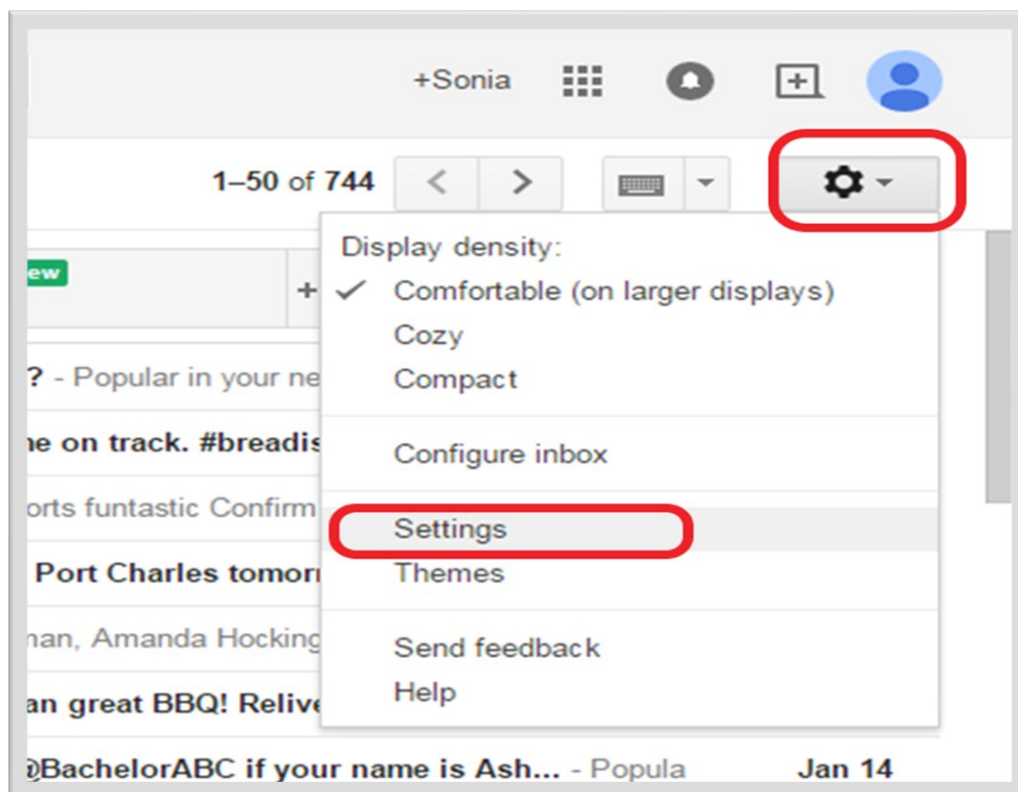 +Sonia
1–50 of 744
Display density:
ew
+
Comfortable (on larger displays)
Cozy
? - Popular in your ne
Compact
ne on track. #breadis
Configure inbox
orts funtastic Confirm
Settings
Port Charles tomorr
Themes
man, Amanda Hocking
Send feedback
Help
an great BBQ! Relive
@BachelorABC if your name is Ash... - Popula Jan 14